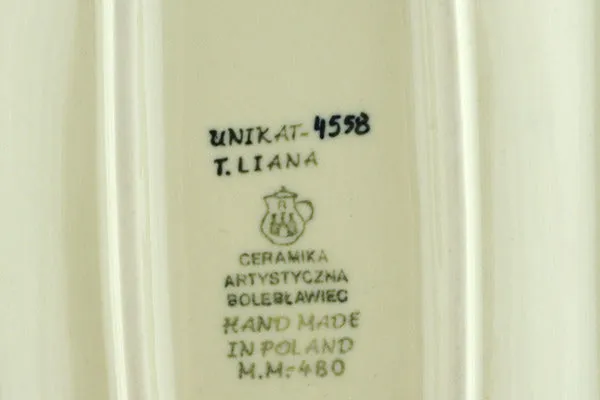 UNIKAT-4558
T. LIANA
CERAMIKA
ARTYSTYCZNA
BOLESŁAWIEC
HAND MADE
IN POLAND
M.M.-480